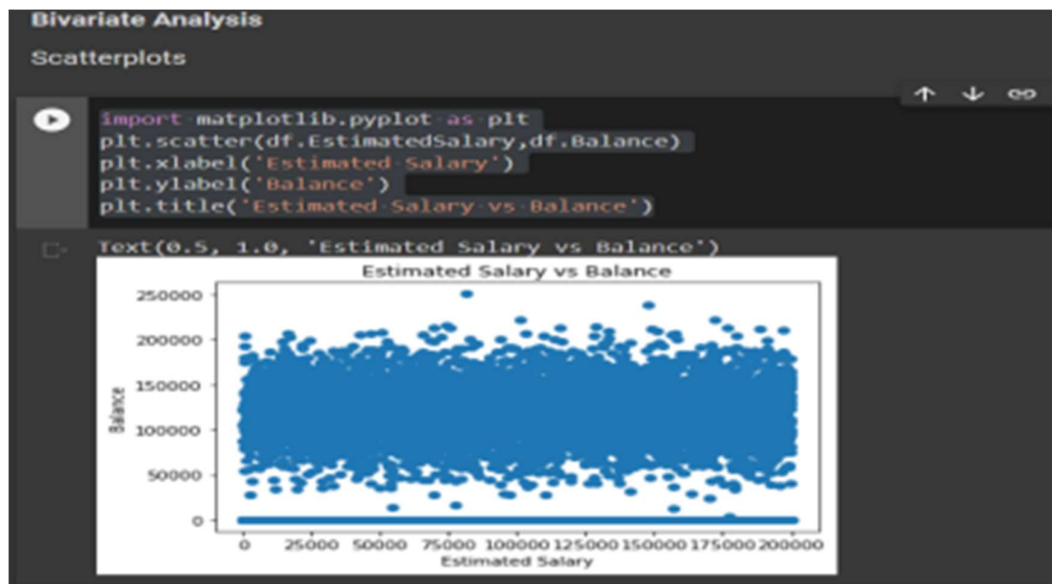 Bivariate Analysis
Scatterplots
import matplotlib.pyplot as plt
plt.scatter(df.EstimatedSalary,df.Balance)
plt.xlabel('Estimated Salary')
plt.ylabel('Balance')
plt.title('Estimated Salary vs Balance')
Text(0.5, 1.0, 'Estimated Salary vs Balance')
Estimated Salary vs Balance
250000
200000
150000
100000
50000
0
Balance
0 25000 50000 75000 100000 125000 150000 175000 200000
Estimated Salary